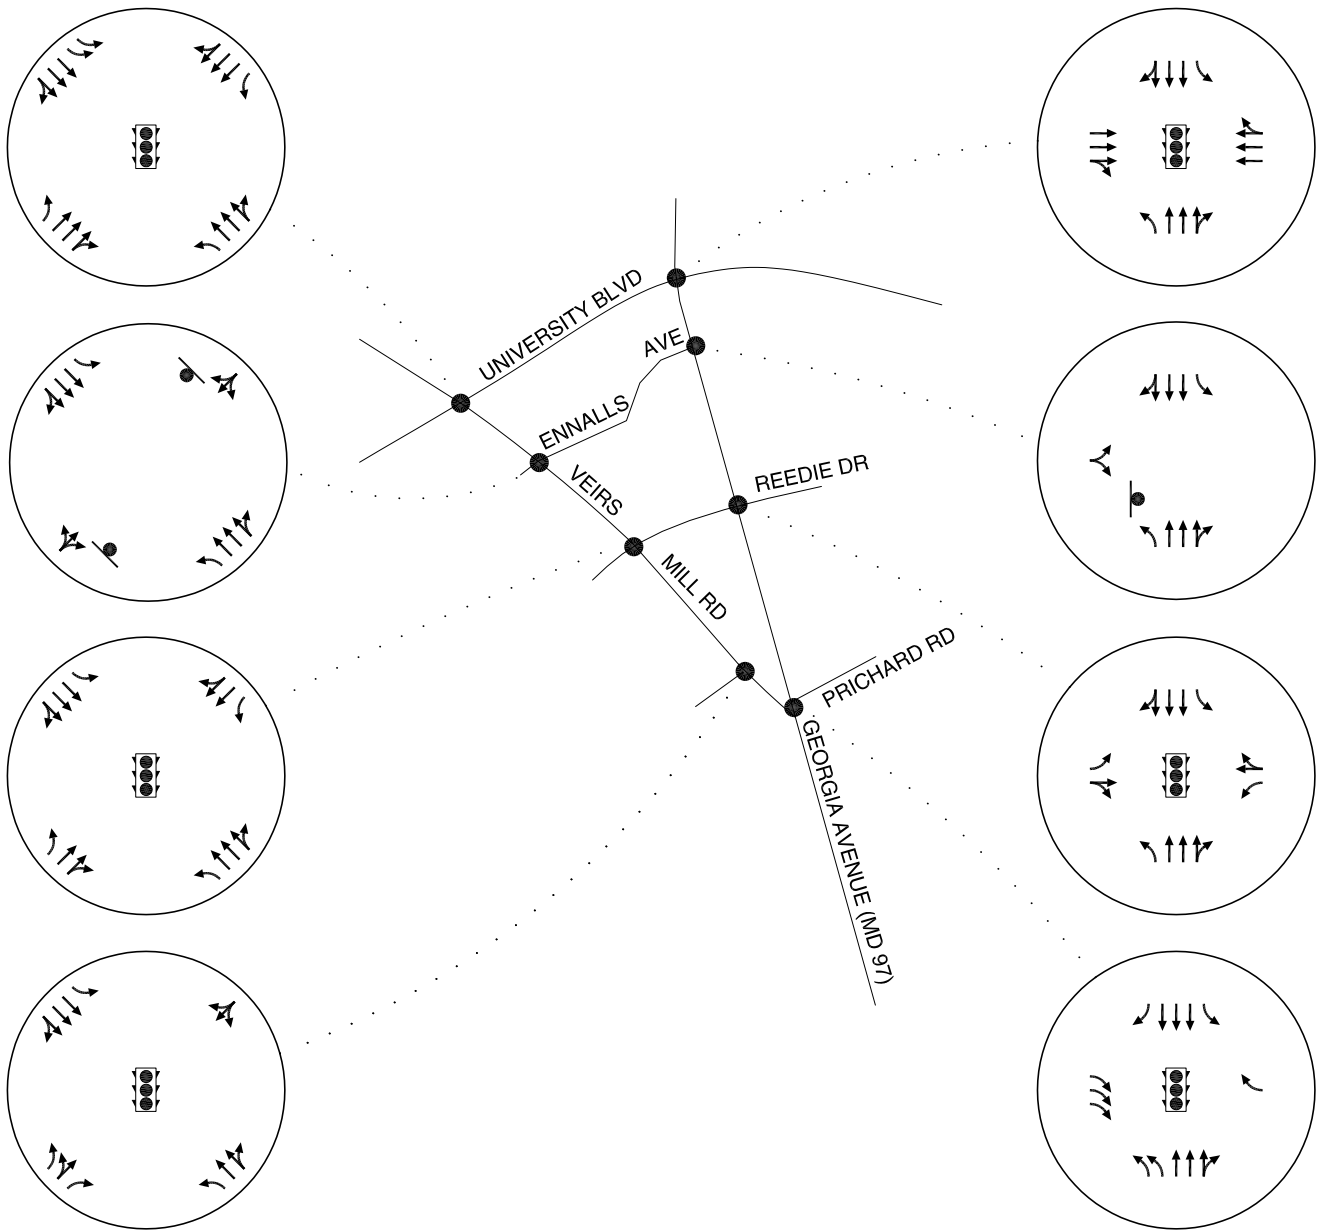 UNIVERSITY BLVD
AVE
ENNALLS
VEIRS
REEDIE DR
MILL RD
PRICHARD RD
GEORGIA AVENUE (MD 97)